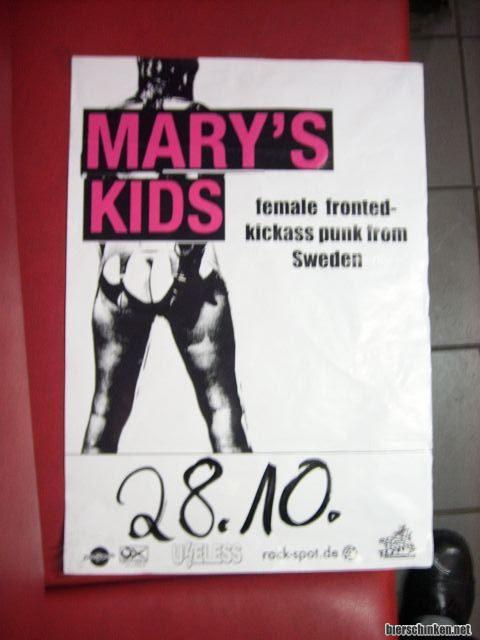 MARY'S
KIDS
female fronted-
kickass punk from
Sweden
28.10.
USELESS
rock-spot.de
bierschinken.net